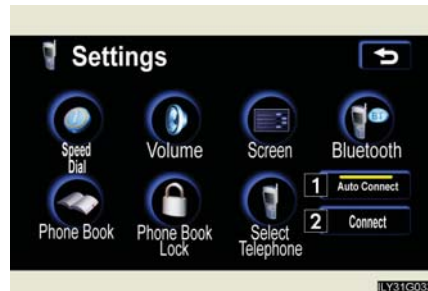 Settings
Speed
Dial
Volume
Screen
BT
Bluetooth
1
Auto Connect
Phone Book
Phone Book
Lock
Select
Telephone
2
Connect
ILY31G03